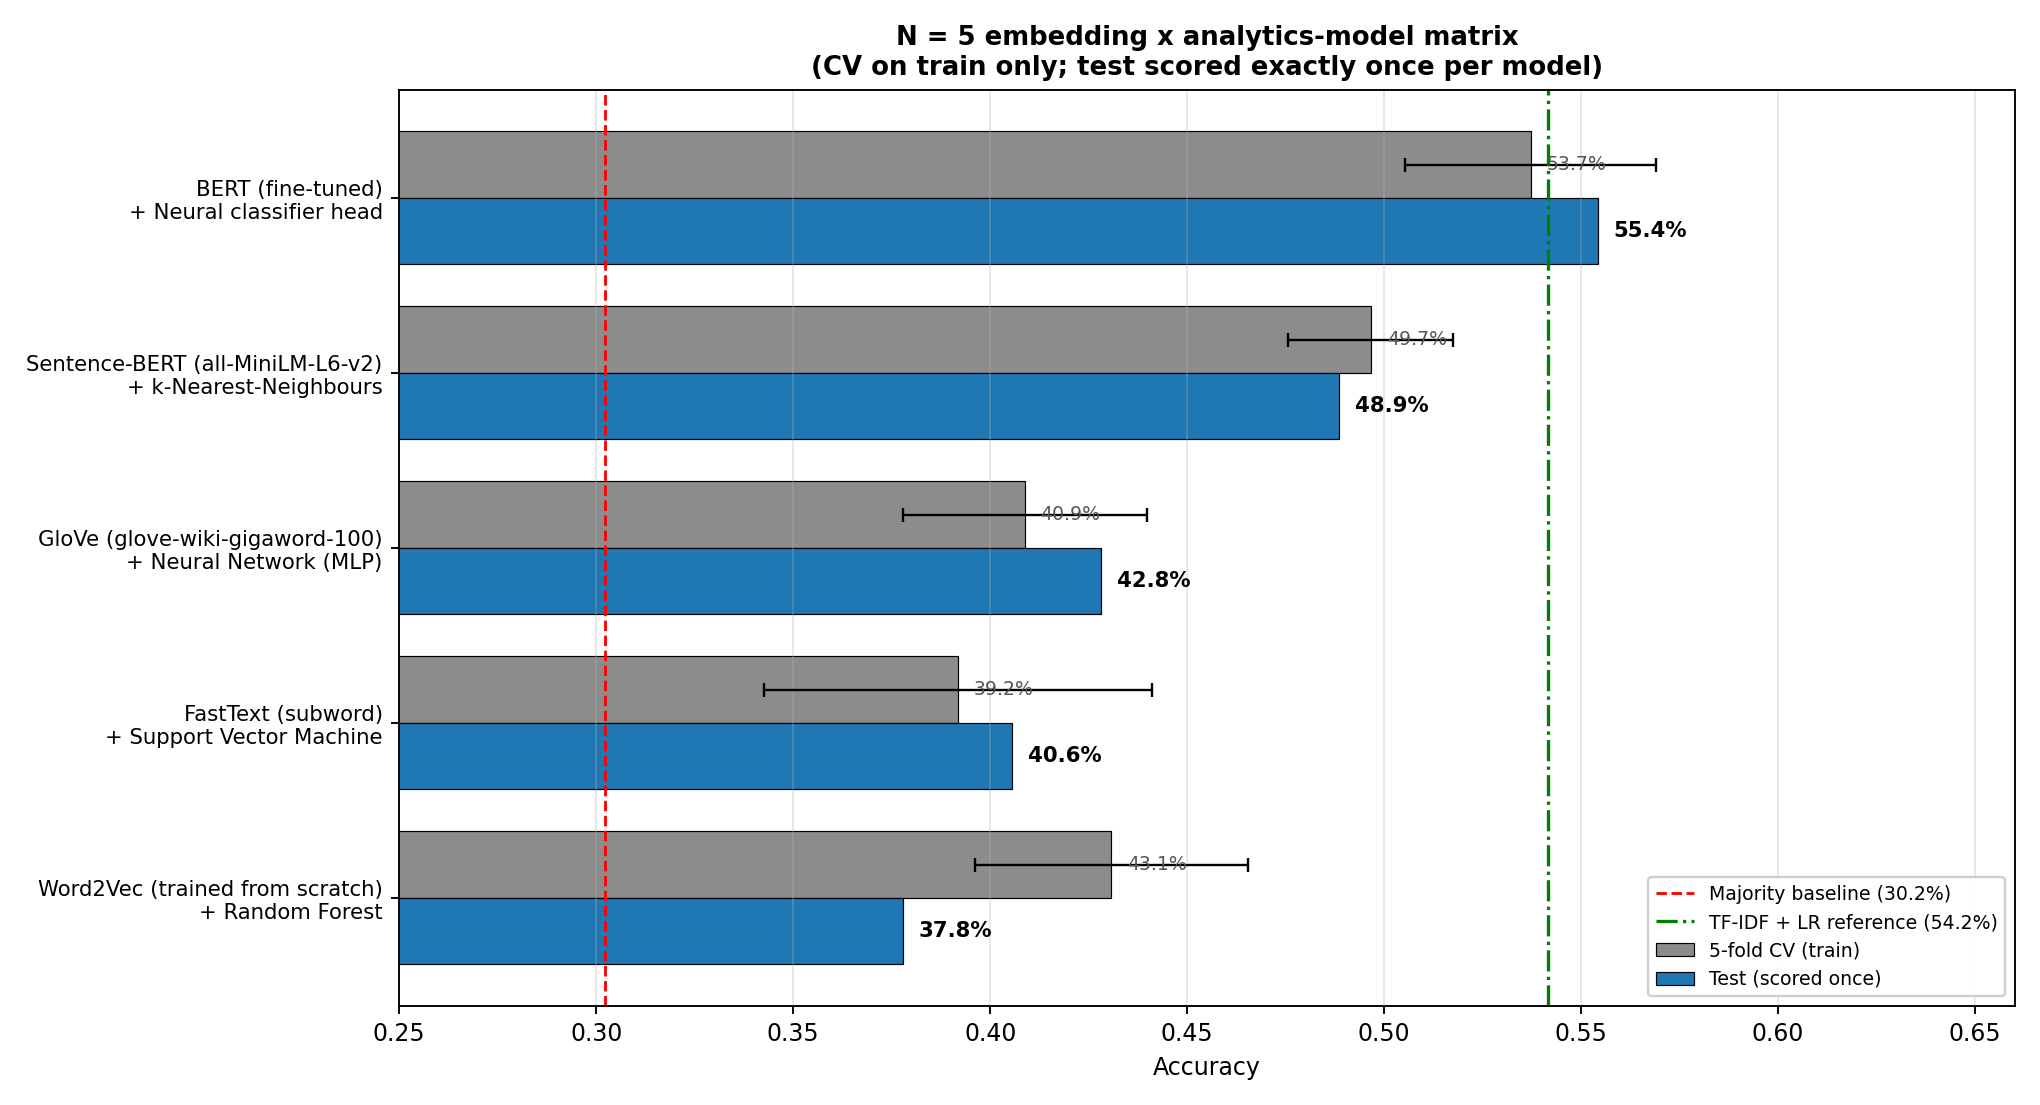 N = 5 embedding x analytics-model matrix
(CV on train only; test scored exactly once per model)
BERT (fine-tuned)
+ Neural classifier head
53.7%
55.4%
Sentence-BERT (all-MiniLM-L6-v2)
+ k-Nearest-Neighbours
49.7%
48.9%
GloVe (glove-wiki-gigaword-100)
+ Neural Network (MLP)
40.9%
42.8%
FastText (subword)
+ Support Vector Machine
39.2%
40.6%
Word2Vec (trained from scratch)
+ Random Forest
43.1%
37.8%
Majority baseline (30.2%)
TF-IDF + LR reference (54.2%)
5-fold CV (train)
Test (scored once)
0.25 0.30 0.35 0.40 0.45 0.50 0.55 0.60 0.65
Accuracy